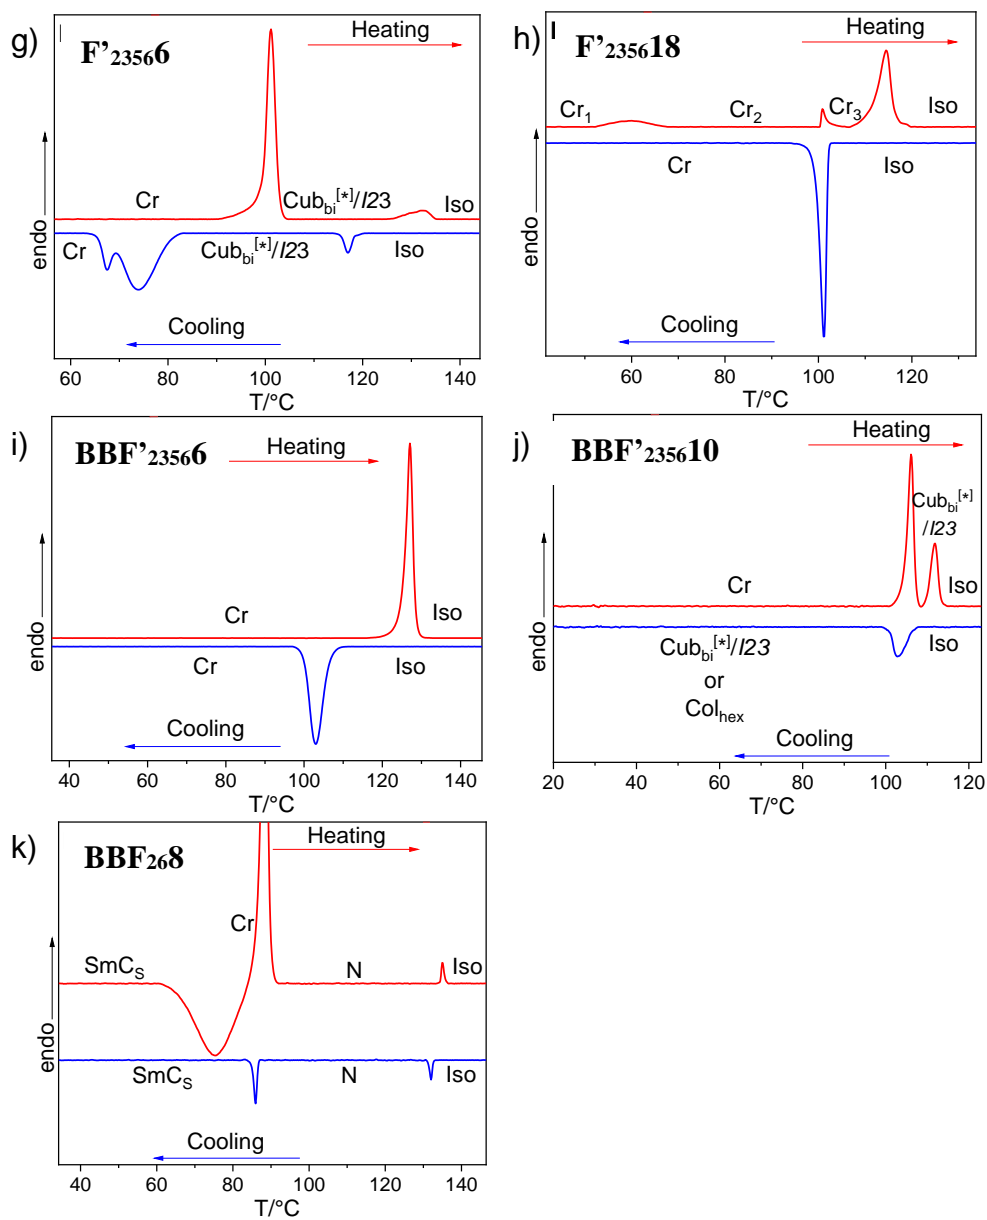 g)
F’₂₃₅₆6
Heating
Cr
Cub_bi^[*]/I23
Iso
Cr
Cub_bi^[*]/I23
Iso
Cooling
endo
60 80 100 120 140
T/°C
h)
F’₂₃₅₆18
Heating
Cr₁
Cr₂
Cr₃
Iso
Cr
Iso
Cooling
endo
60 80 100 120
T/°C
i)
BBF’₂₃₅₆6
Heating
Cr
Iso
Cr
Iso
Cooling
endo
40 60 80 100 120 140
T/°C
j)
BBF’₂₃₅₆10
Heating
Cub_bi^[*]
/I23
Cr
Iso
Cub_bi^[*]/I23
or
Col_hex
Iso
Cooling
endo
20 40 60 80 100 120
T/°C
k)
BBF₂₆8
Heating
Cr
SmC_S
N
Iso
SmC_S
N
Iso
Cooling
endo
40 60 80 100 120 140
T/°C